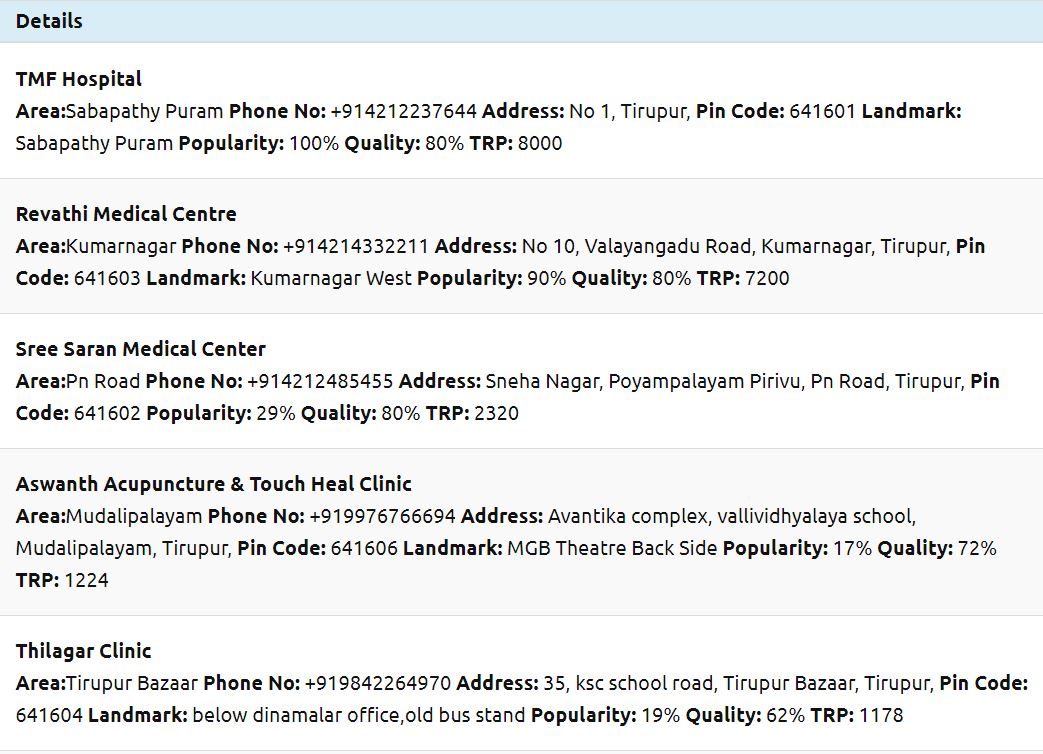 Details
TMF Hospital
Area:Sabapathy Puram Phone No: +914212237644 Address: No 1, Tirupur, Pin Code: 641601 Landmark:
Sabapathy Puram Popularity: 100% Quality: 80% TRP: 8000
Revathi Medical Centre
Area:Kumarnagar Phone No: +914214332211 Address: No 10, Valayangadu Road, Kumarnagar, Tirupur, Pin
Code: 641603 Landmark: Kumarnagar West Popularity: 90% Quality: 80% TRP: 7200
Sree Saran Medical Center
Area:Pn Road Phone No: +914212485455 Address: Sneha Nagar, Poyampalayam Pirivu, Pn Road, Tirupur, Pin
Code: 641602 Popularity: 29% Quality: 80% TRP: 2320
Aswanth Acupuncture & Touch Heal Clinic
Area:Mudalipalayam Phone No: +919976766694 Address: Avantika complex, vallividhyalaya school,
Mudalipalayam, Tirupur, Pin Code: 641606 Landmark: MGB Theatre Back Side Popularity: 17% Quality: 72%
TRP: 1224
Thilagar Clinic
Area:Tirupur Bazaar Phone No: +919842264970 Address: 35, ksc school road, Tirupur Bazaar, Tirupur, Pin Code:
641604 Landmark: below dinamalar office,old bus stand Popularity: 19% Quality: 62% TRP: 1178